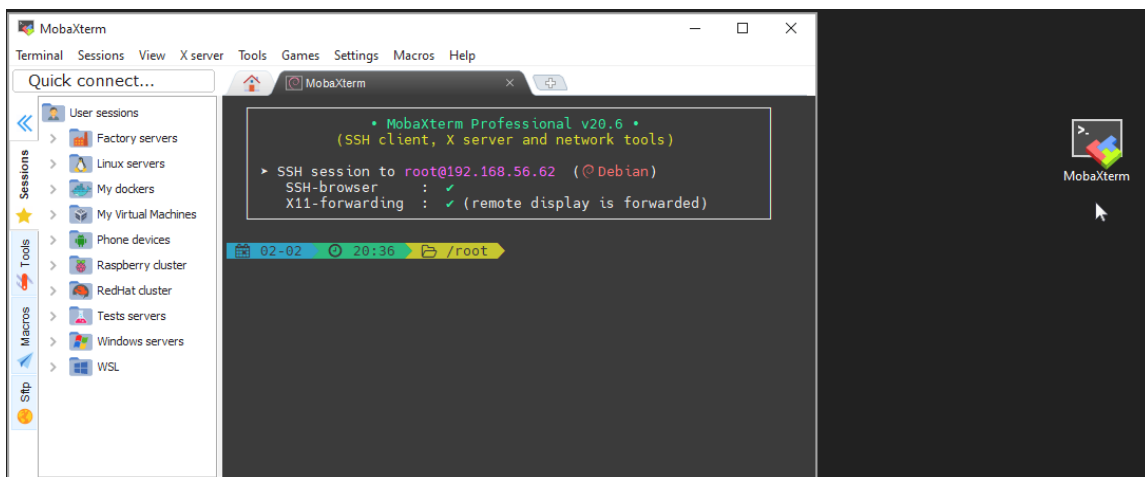 MobaXterm
Terminal Sessions View X server Tools Games Settings Macros Help
Quick connect...
MobaXterm
Sessions
Tools
Macros
Sftp
User sessions
Factory servers
Linux servers
My dockers
My Virtual Machines
Phone devices
Raspberry cluster
RedHat cluster
Tests servers
Windows servers
WSL
• MobaXterm Professional v20.6 •
(SSH client, X server and network tools)
➤ SSH session to root@192.168.56.62 (Debian)
SSH-browser : ✔
X11-forwarding : ✔ (remote display is forwarded)
02-02 20:36 /root
MobaXterm